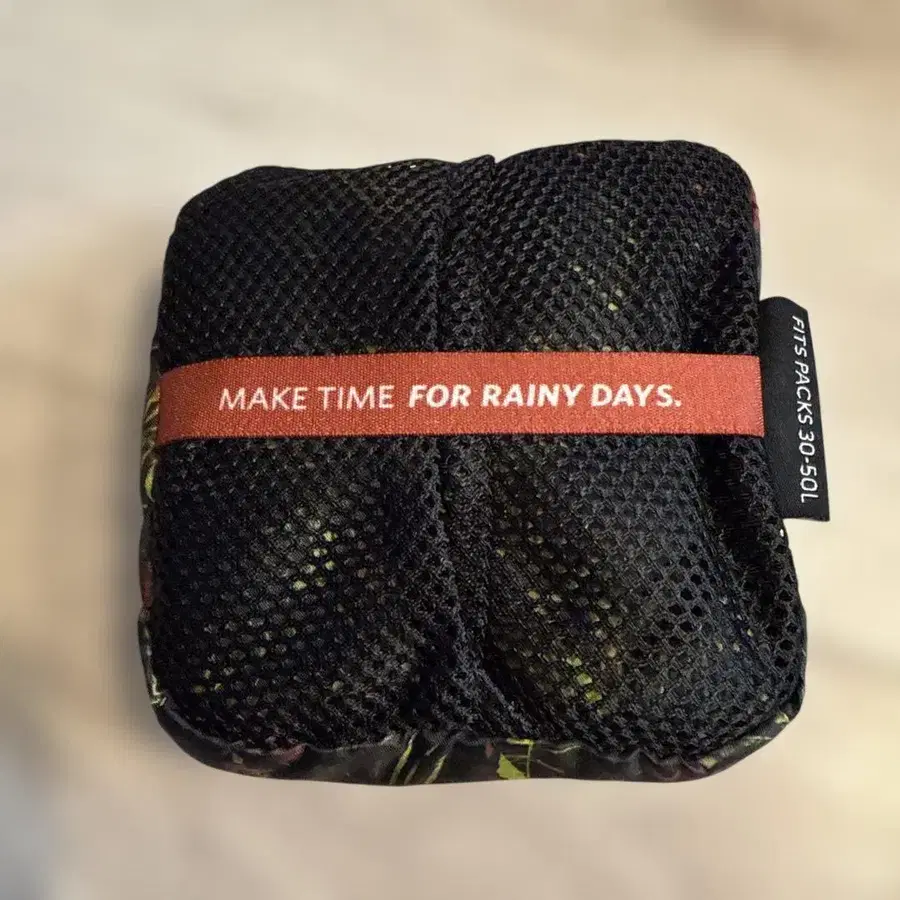 MAKE TIME FOR RAINY DAYS.
FITS PACKS 30-50L